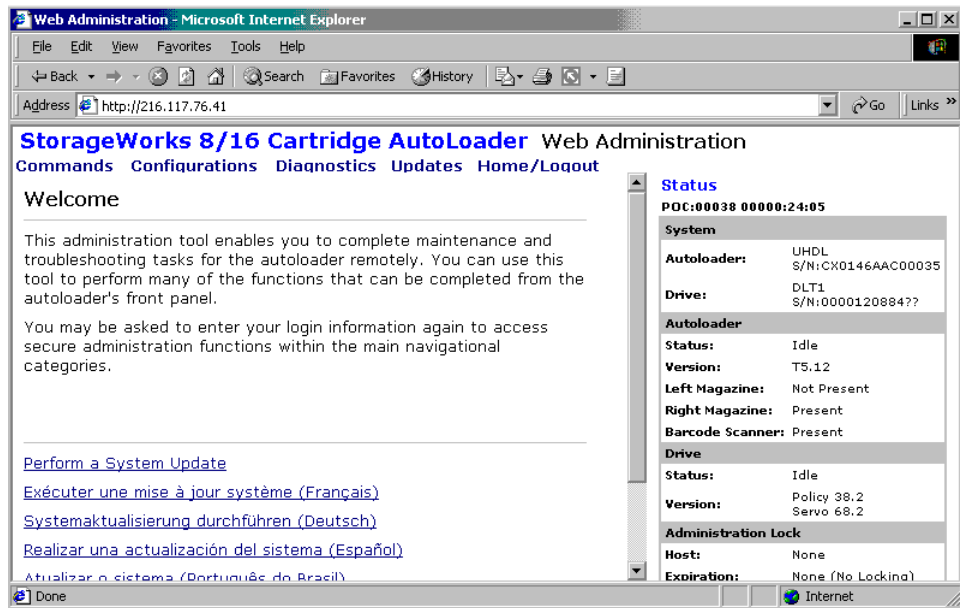 Web Administration - Microsoft Internet Explorer
File Edit View Favorites Tools Help
Back Search Favorites History
Address http://216.117.76.41 Go Links »
StorageWorks 8/16 Cartridge AutoLoader Web Administration
Commands Configurations Diagnostics Updates Home/Logout
Welcome
This administration tool enables you to complete maintenance and
troubleshooting tasks for the autoloader remotely. You can use this
tool to perform many of the functions that can be completed from the
autoloader's front panel.
You may be asked to enter your login information again to access
secure administration functions within the main navigational
categories.
Perform a System Update
Exécuter une mise à jour système (Français)
Systemaktualisierung durchführen (Deutsch)
Realizar una actualización del sistema (Español)
Atualizar o sistema (Português do Brasil)
Status
POC:00038 00000:24:05
System
Autoloader: UHDL
S/N:CX0146AAC00035
Drive: DLT1
S/N:0000120884??
Autoloader
Status: Idle
Version: T5.12
Left Magazine: Not Present
Right Magazine: Present
Barcode Scanner: Present
Drive
Status: Idle
Version: Policy 38.2
Servo 68.2
Administration Lock
Host: None
Expiration: None (No Locking)
Done Internet